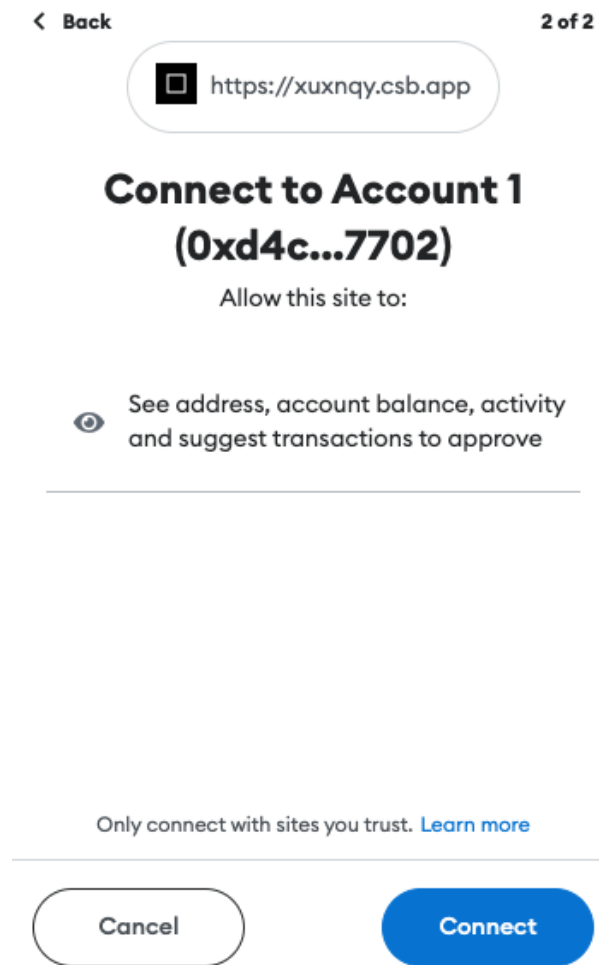 Back
2 of 2
https://xuxnqy.csb.app
Connect to Account 1
(0xd4c...7702)
Allow this site to:
See address, account balance, activity
and suggest transactions to approve
Only connect with sites you trust. Learn more
Cancel
Connect